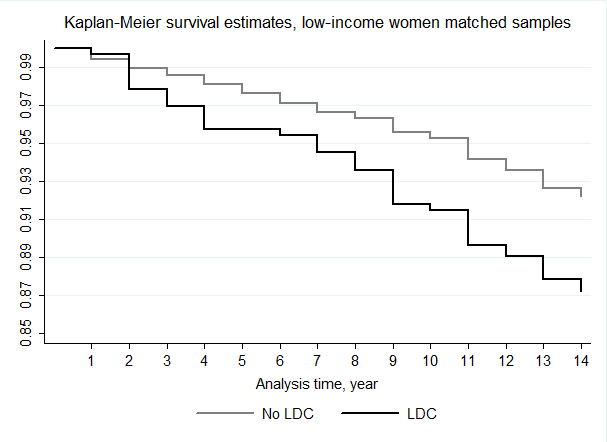 Kaplan-Meier survival estimates, low-income women matched samples
0.99
0.97
0.95
0.93
0.91
0.89
0.87
0.85
1 2 3 4 5 6 7 8 9 10 11 12 13 14
Analysis time, year
No LDC LDC